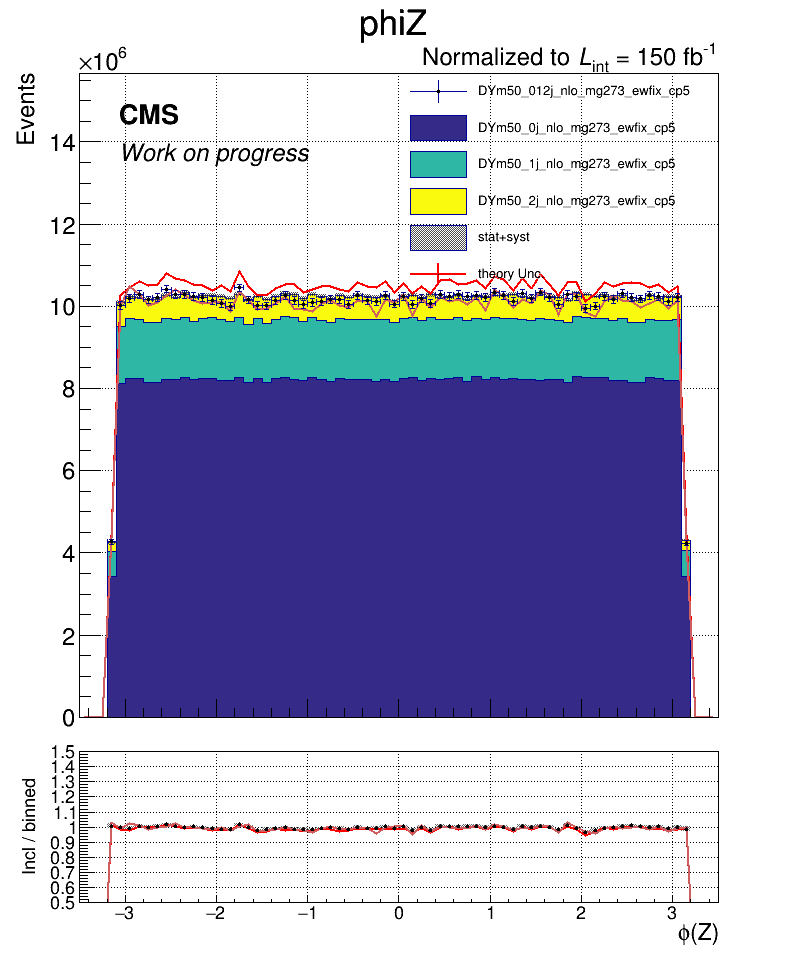 phiZ
×10⁶
Normalized to L_int = 150 fb⁻¹
Events
CMS
Work on progress
DYm50_012j_nlo_mg273_ewfix_cp5
DYm50_0j_nlo_mg273_ewfix_cp5
DYm50_1j_nlo_mg273_ewfix_cp5
DYm50_2j_nlo_mg273_ewfix_cp5
stat+syst
theory Unc
14
12
10
8
6
4
2
0
Incl / binned
1.5
1.4
1.3
1.2
1.1
1
0.9
0.8
0.7
0.6
0.5
−3 −2 −1 0 1 2 3
ϕ(Z)